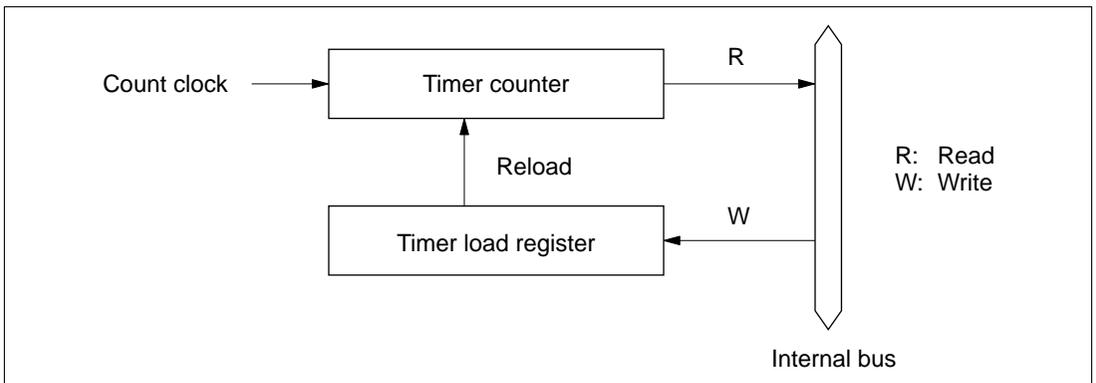 R
Count clock
Timer counter
Reload
R: Read
W: Write
W
Timer load register
Internal bus